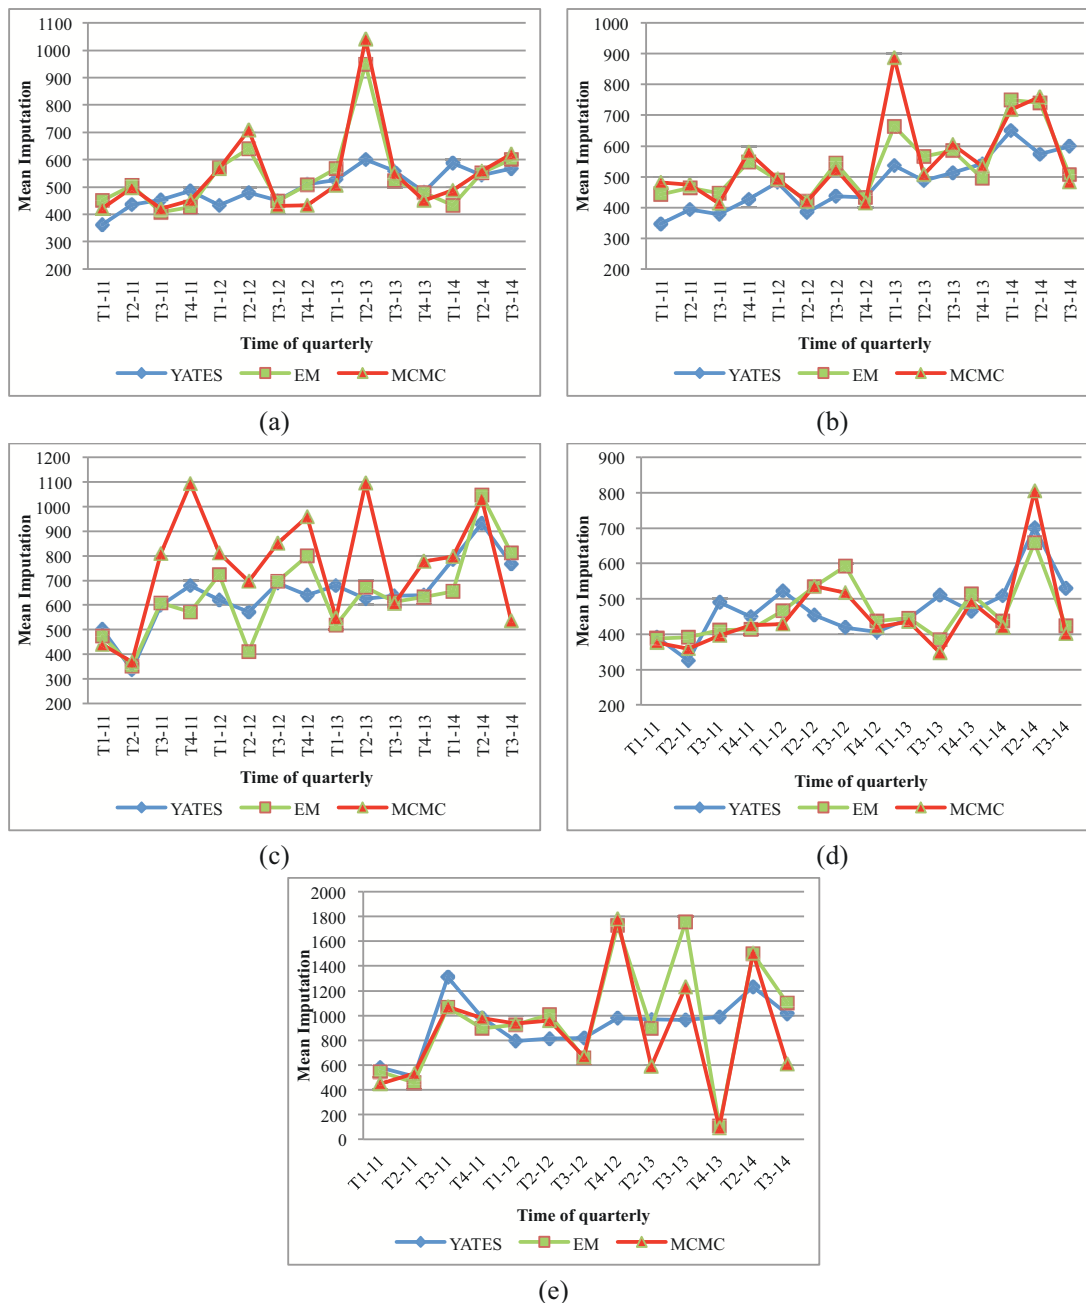 1100
1000
900
800
700
600
500
400
300
200
Mean Imputation
T1-11 T2-11 T3-11 T4-11 T1-12 T2-12 T3-12 T4-12 T1-13 T2-13 T3-13 T4-13 T1-14 T2-14 T3-14
Time of quarterly
YATES EM MCMC
(a)
1000
900
800
700
600
500
400
300
200
Mean Imputation
T1-11 T2-11 T3-11 T4-11 T1-12 T2-12 T3-12 T4-12 T1-13 T2-13 T3-13 T4-13 T1-14 T2-14 T3-14
Time of quarterly
YATES EM MCMC
(b)
1200
1100
1000
900
800
700
600
500
400
300
200
Mean Imputation
T1-11 T2-11 T3-11 T4-11 T1-12 T2-12 T3-12 T4-12 T1-13 T2-13 T3-13 T4-13 T1-14 T2-14 T3-14
Time of quarterly
YATES EM MCMC
(c)
900
800
700
600
500
400
300
200
Mean Imputation
T1-11 T2-11 T3-11 T4-11 T1-12 T2-12 T3-12 T4-12 T1-13 T3-13 T4-13 T1-14 T2-14 T3-14
Time of quarterly
YATES EM MCMC
(d)
2000
1800
1600
1400
1200
1000
800
600
400
200
0
Mean Imputation
T1-11 T2-11 T3-11 T4-11 T1-12 T2-12 T3-12 T4-12 T2-13 T3-13 T4-13 T2-14 T3-14
Time of quarterly
YATES EM MCMC
(e)